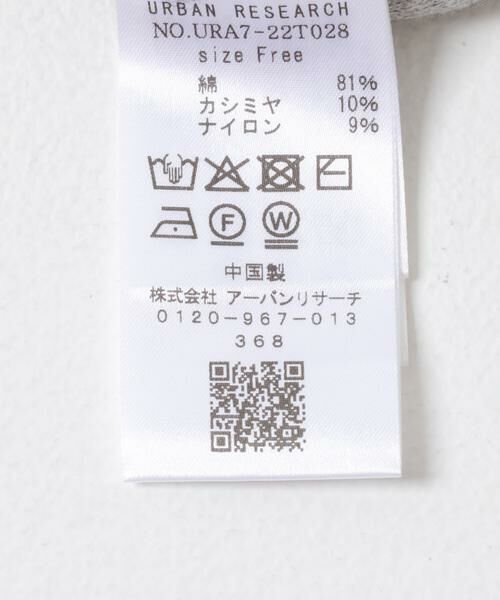 URBAN RESEARCH
NO.URA7-22T028
size Free
綿 81%
カシミヤ 10%
ナイロン 9%
F W
中国製
株式会社 アーバンリサーチ
0120-967-013
368